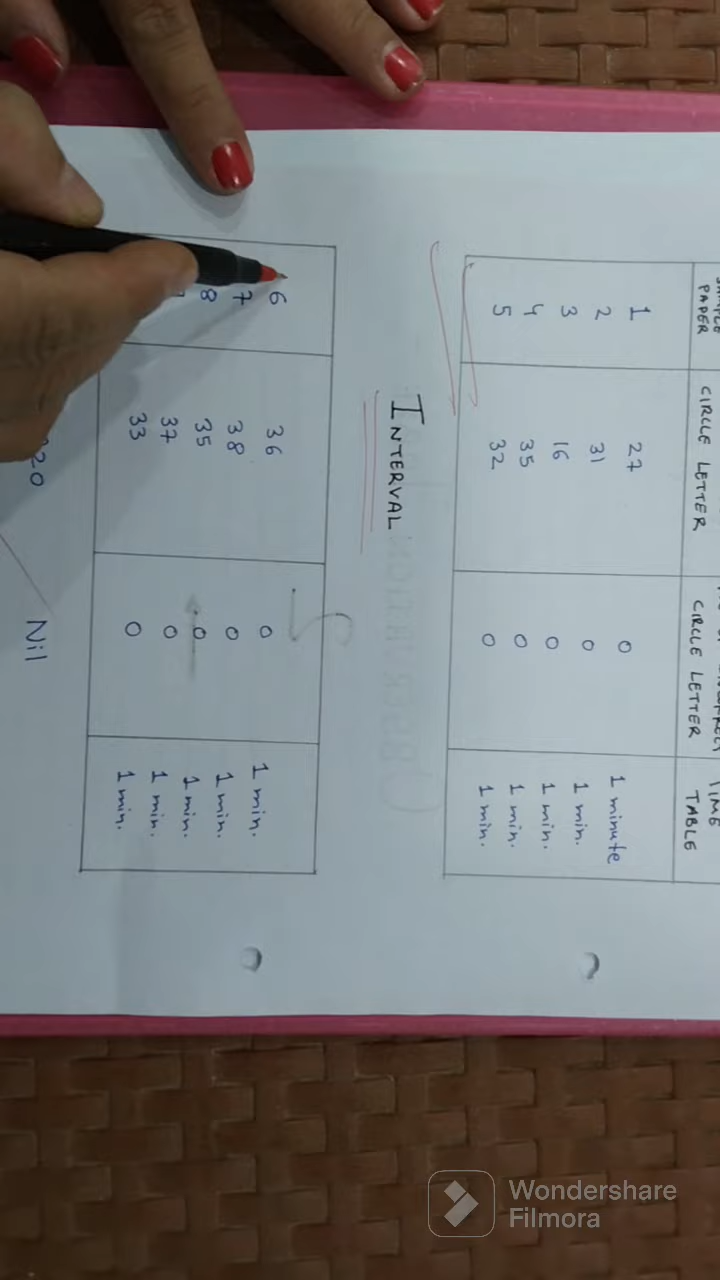 PAPER CIRCLE LETTER CIRCLE LETTER TIME TABLE
1 27 0 1 minute
2 31 0 1 min.
3 16 0 1 min.
4 35 0 1 min.
5 32 0 1 min.
INTERVAL
6 36 0 1 min.
7 38 0 1 min.
8 35 0 1 min.
37 0 1 min.
33 0 1 min.
Nil
Wondershare
Filmora